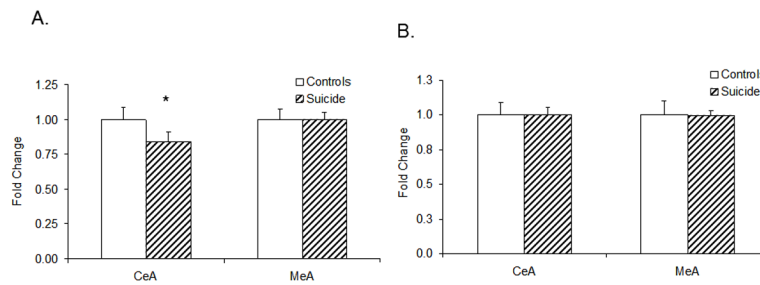 A.
1.25
1.00
0.75
0.50
0.25
0.00
Fold Change
*
Controls
Suicide
CeA
MeA
B.
1.3
1.0
0.8
0.5
0.3
0.0
Fold Change
Controls
Suicide
CeA
MeA